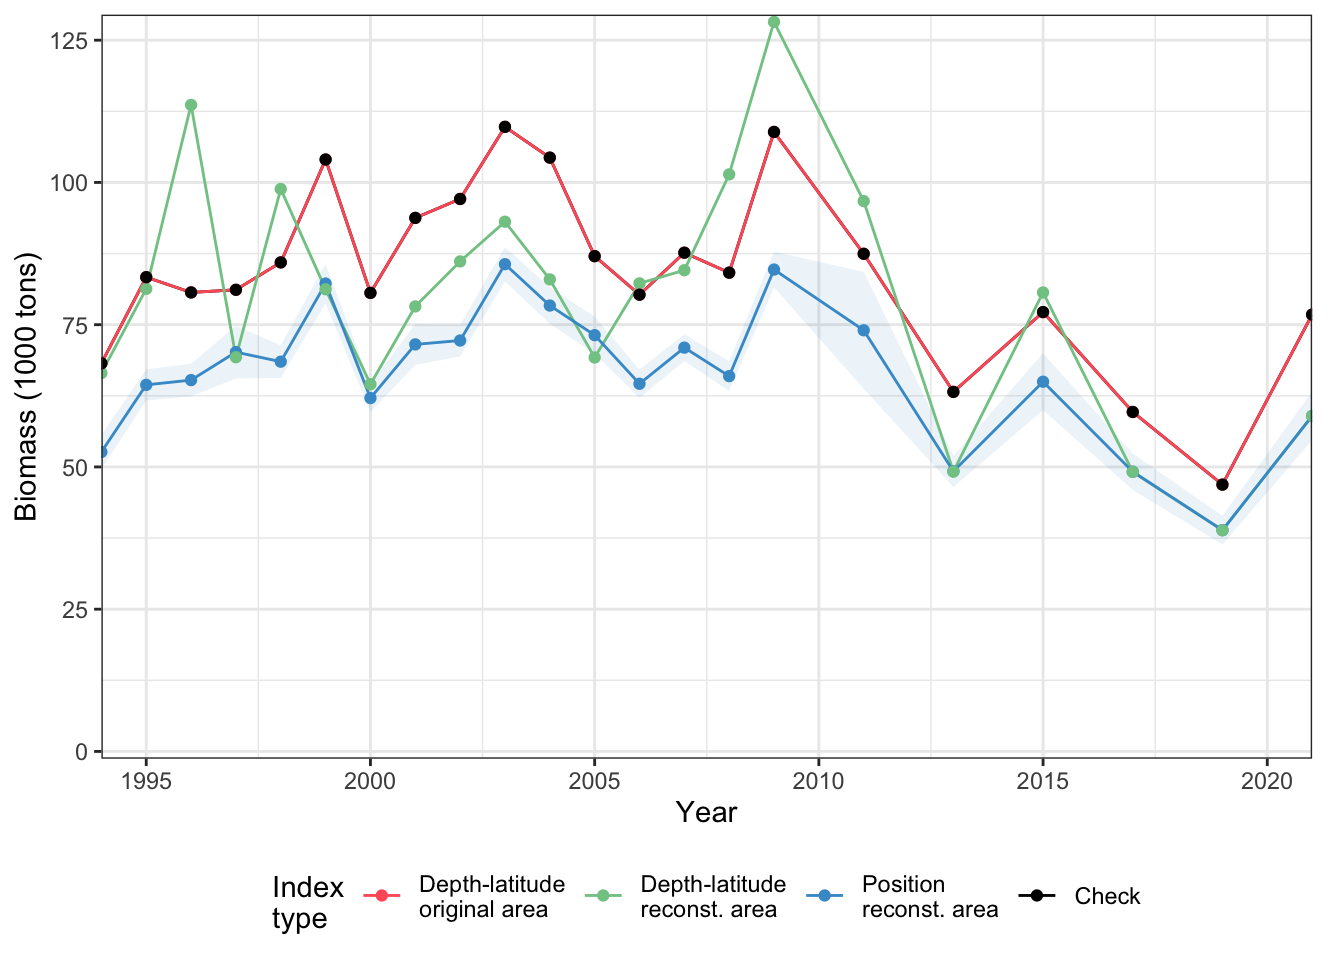 125
100
75
50
25
0
Biomass (1000 tons)
1995 2000 2005 2010 2015 2020
Year
Index
type
Depth-latitude
original area
Depth-latitude
reconst. area
Position
reconst. area
Check